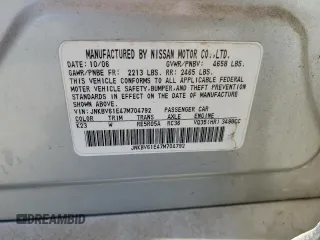 MANUFACTURED BY NISSAN MOTOR CO.,LTD.
DATE: 10/06 GVWR/PNBV: 4658 LBS.
GAWR/PNBE FR: 2213 LBS. RR: 2465 LBS.
THIS VEHICLE CONFORMS TO ALL APPLICABLE FEDERAL
MOTOR VEHICLE SAFETY, BUMPER, AND THEFT
PREVENTION STANDARDS IN EFFECT ON THE DATE OF MANUFACTURE
SHOWN ABOVE.
VIN: JNKBV61E47M704792 PASSENGER CAR
COLOR TRIM TRANS AXLE ENGINE
K23 W RE5R05A RC36 VQ35(HR) 3498CC
JNKBV61E47M704792